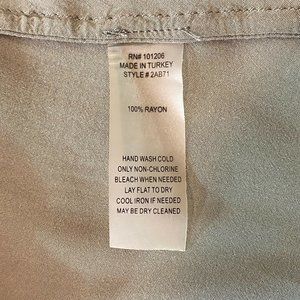 RN# 101206
MADE IN TURKEY
STYLE # 2AB71
100% RAYON
HAND WASH COLD
ONLY NON-CHLORINE
BLEACH WHEN NEEDED
LAY FLAT TO DRY
COOL IRON IF NEEDED
MAY BE DRY CLEANED